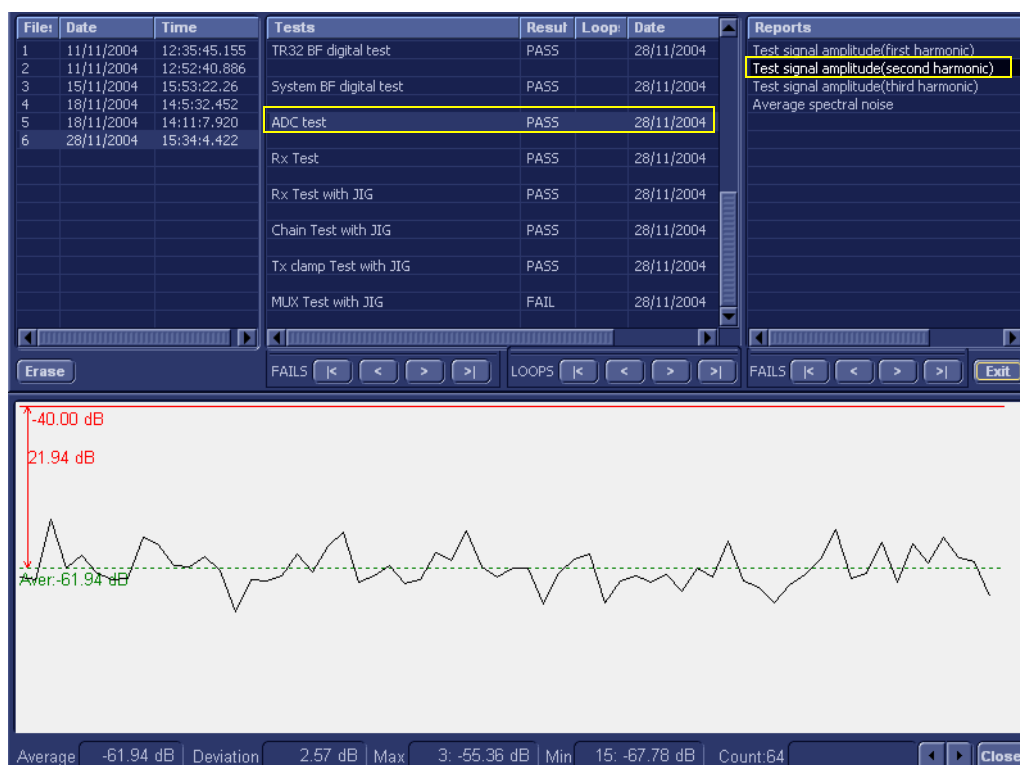 File: Date Time
1 11/11/2004 12:35:45.155
2 11/11/2004 12:52:40.886
3 15/11/2004 15:53:22.26
4 18/11/2004 14:5:32.452
5 18/11/2004 14:11:7.920
6 28/11/2004 15:34:4.422
Erase
Tests Resul Loop: Date
TR32 BF digital test PASS 28/11/2004
System BF digital test PASS 28/11/2004
ADC test PASS 28/11/2004
Rx Test PASS 28/11/2004
Rx Test with JIG PASS 28/11/2004
Chain Test with JIG PASS 28/11/2004
Tx clamp Test with JIG PASS 28/11/2004
MUX Test with JIG FAIL 28/11/2004
FAILS |< < > >| LOOPS |< < > >|
Reports
Test signal amplitude(first harmonic)
Test signal amplitude(second harmonic)
Test signal amplitude(third harmonic)
Average spectral noise
FAILS |< < > >| Exit
-40.00 dB
21.94 dB
Aver:-61.94 dB
Average -61.94 dB Deviation 2.57 dB Max 3: -55.36 dB Min 15: -67.78 dB Count:64 Close